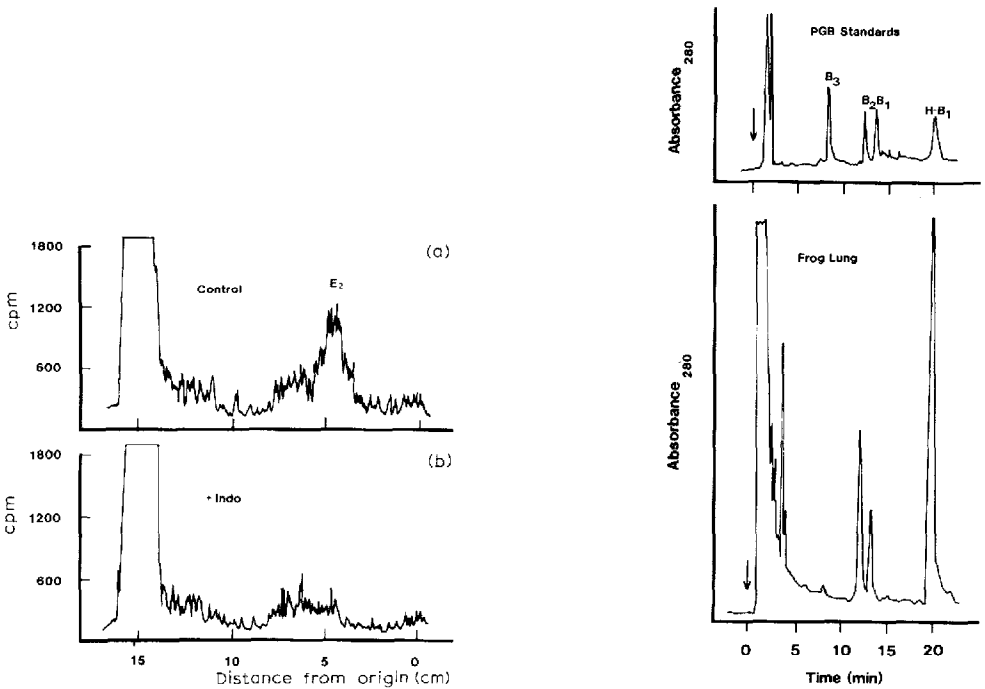 1800
(a)
Control
E2
cpm
1200
600
1800
(b)
+ Indo
cpm
1200
600
15
10
5
0
Distance from origin (cm)
PGB Standards
Absorbance 280
B3
B2 B1
H-B1
Frog Lung
Absorbance 280
0
5
10
15
20
Time (min)